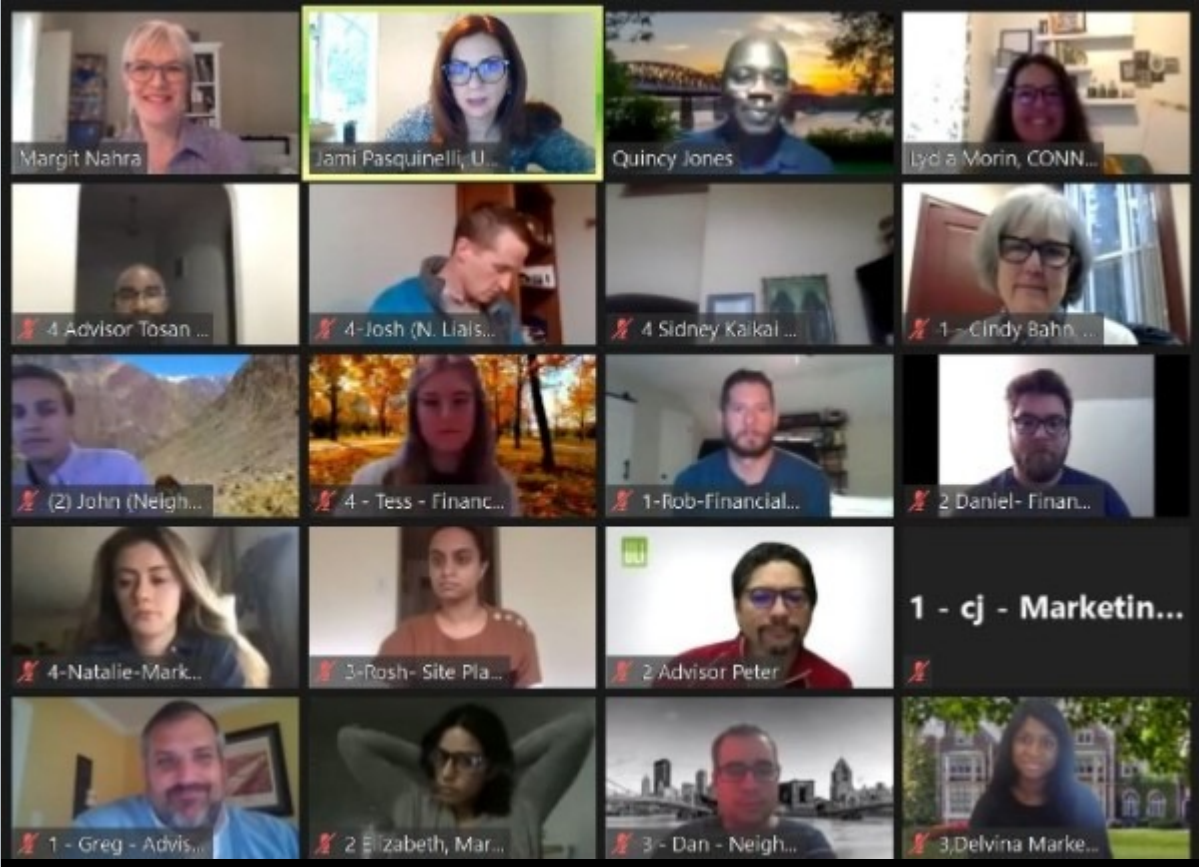 Margit Nahra
Jami Pasquinelli, U...
Quincy Jones
Lydia Morin, CONN...
4 Advisor Tosan ...
4-Josh (N. Liais...
4 Sidney Kaikai ...
1 - Cindy Bahn, ...
(2) John (Neigh...
4 - Tess - Financ...
1-Rob-Financial...
2 Daniel- Finan...
4-Natalie-Mark...
3-Rosh- Site Pla...
ULI
2 Advisor Peter
1 - cj - Marketin...
1 - Greg - Advis...
2 Elizabeth, Mar...
3 - Dan - Neigh...
3,Delvina Marke...